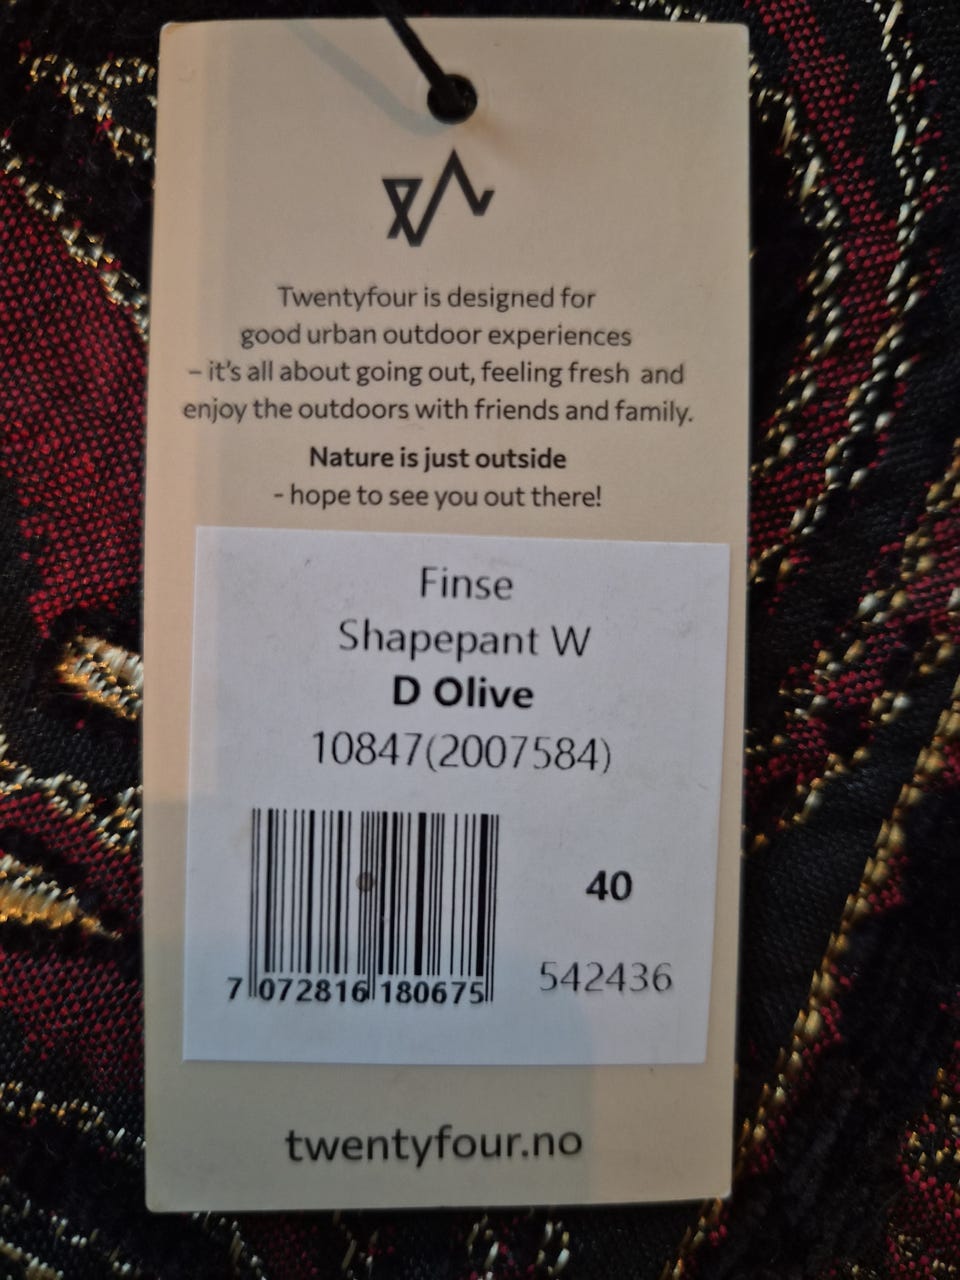 Twentyfour is designed for
good urban outdoor experiences
– it's all about going out, feeling fresh and
enjoy the outdoors with friends and family.
Nature is just outside
- hope to see you out there!
Finse
Shapepant W
D Olive
10847(2007584)
40
7 072816 180675
542436
twentyfour.no